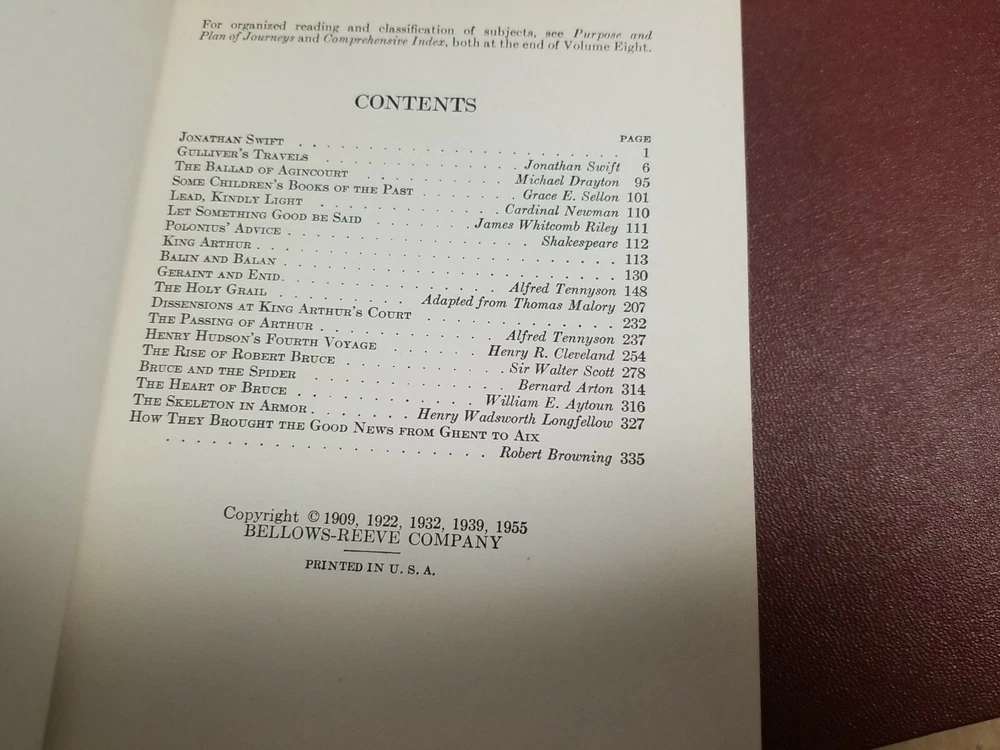 For organized reading and classification of subjects, see Purpose and
Plan of Journeys and Comprehensive Index, both at the end of Volume Eight.
CONTENTS
PAGE
JONATHAN SWIFT . . . . . . . . . . . . . . . . 1
GULLIVER'S TRAVELS . . . . . . . . . . Jonathan Swift 6
THE BALLAD OF AGINCOURT . . . . . . . . Michael Drayton 95
SOME CHILDREN'S BOOKS OF THE PAST . . . . . Grace E. Sellon 101
LEAD, KINDLY LIGHT . . . . . . . . . . Cardinal Newman 110
LET SOMETHING GOOD BE SAID . . . . . James Whitcomb Riley 111
POLONIUS' ADVICE . . . . . . . . . . . . Shakespeare 112
KING ARTHUR . . . . . . . . . . . . . . . . . 113
BALIN AND BALAN . . . . . . . . . . . . . . . . 130
GERAINT AND ENID . . . . . . . . . . Alfred Tennyson 148
THE HOLY GRAIL . . . . . . . Adapted from Thomas Malory 207
DISSENSIONS AT KING ARTHUR'S COURT . . . . . . . . . 232
THE PASSING OF ARTHUR . . . . . . . . . Alfred Tennyson 237
HENRY HUDSON'S FOURTH VOYAGE . . . . . . Henry R. Cleveland 254
THE RISE OF ROBERT BRUCE . . . . . . . . Sir Walter Scott 278
BRUCE AND THE SPIDER . . . . . . . . . . Bernard Arton 314
THE HEART OF BRUCE . . . . . . . . . William E. Aytoun 316
THE SKELETON IN ARMOR . . . . . Henry Wadsworth Longfellow 327
HOW THEY BROUGHT THE GOOD NEWS FROM GHENT TO AIX
. . . . . . . . . . . . . . . . . Robert Browning 335
Copyright © 1909, 1922, 1932, 1939, 1955
BELLOWS-REEVE COMPANY
PRINTED IN U. S. A.